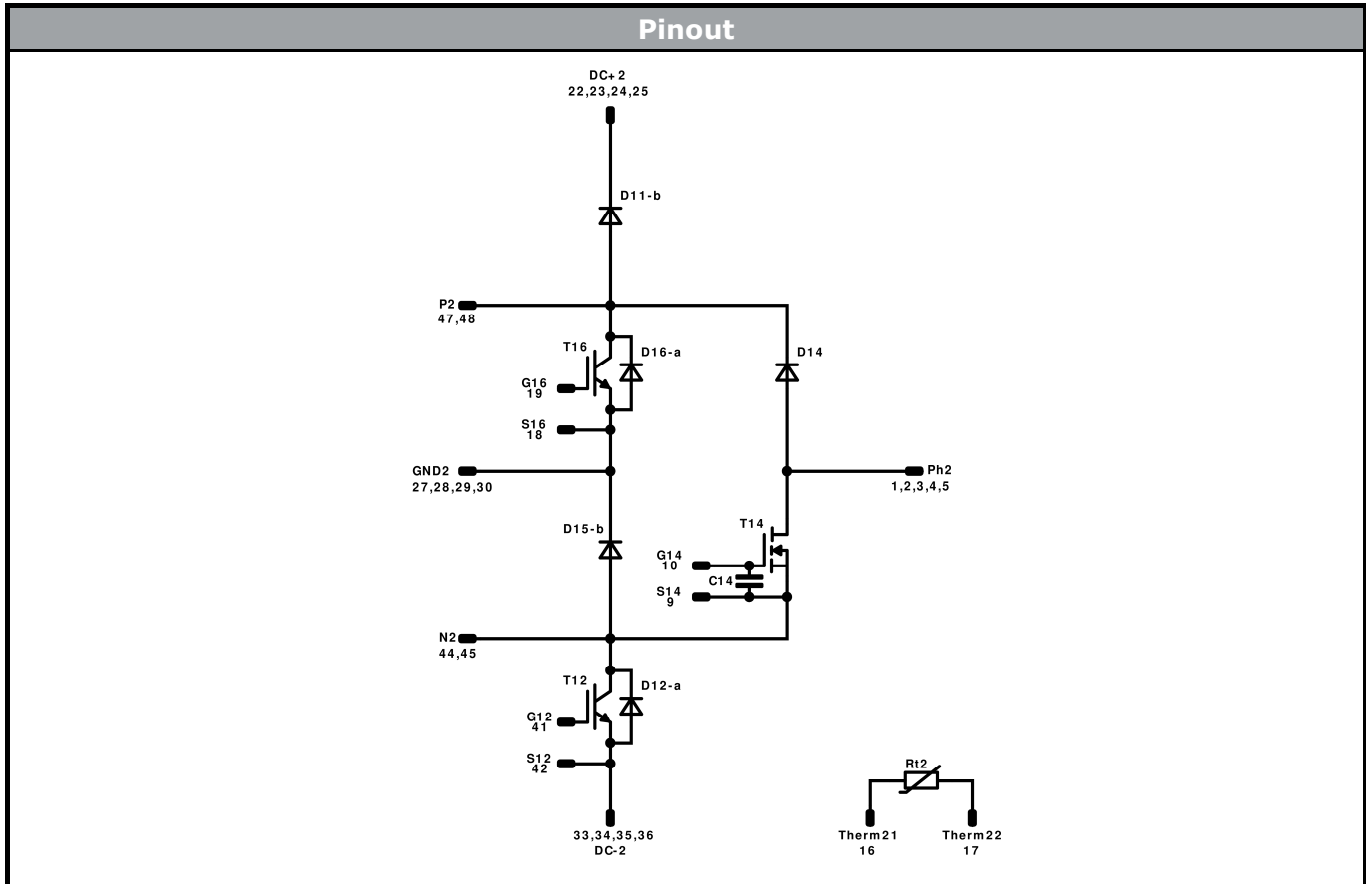 Pinout
DC+2
22,23,24,25
D11-b
P2
47,48
T16
D16-a
D14
G16
19
S16
18
GND2
27,28,29,30
Ph2
1,2,3,4,5
D15-b
T14
G14
10
C14
S14
9
N2
44,45
T12
D12-a
G12
41
S12
42
33,34,35,36
DC-2
Rt2
Therm21
16
Therm22
17